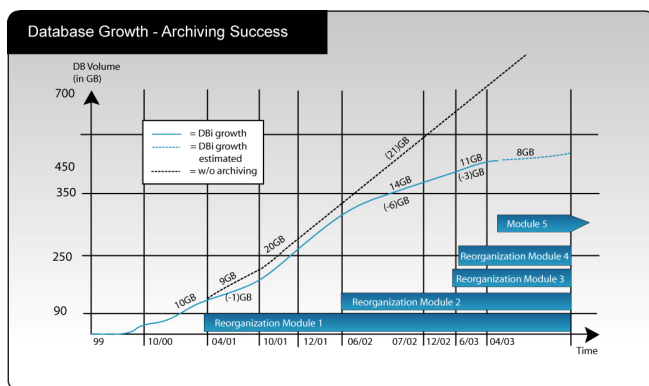 Database Growth - Archiving Success
DB Volume
(in GB)
700
450
350
250
90
= DBi growth
= DBi growth
estimated
= w/o archiving
10GB
9GB
(-1)GB
20GB
(21)GB
14GB
(-6)GB
11GB
(-3)GB
8GB
Module 5
Reorganization Module 4
Reorganization Module 3
Reorganization Module 2
Reorganization Module 1
99
10/00
04/01
10/01
12/01
06/02
07/02
12/02
6/03
04/03
Time